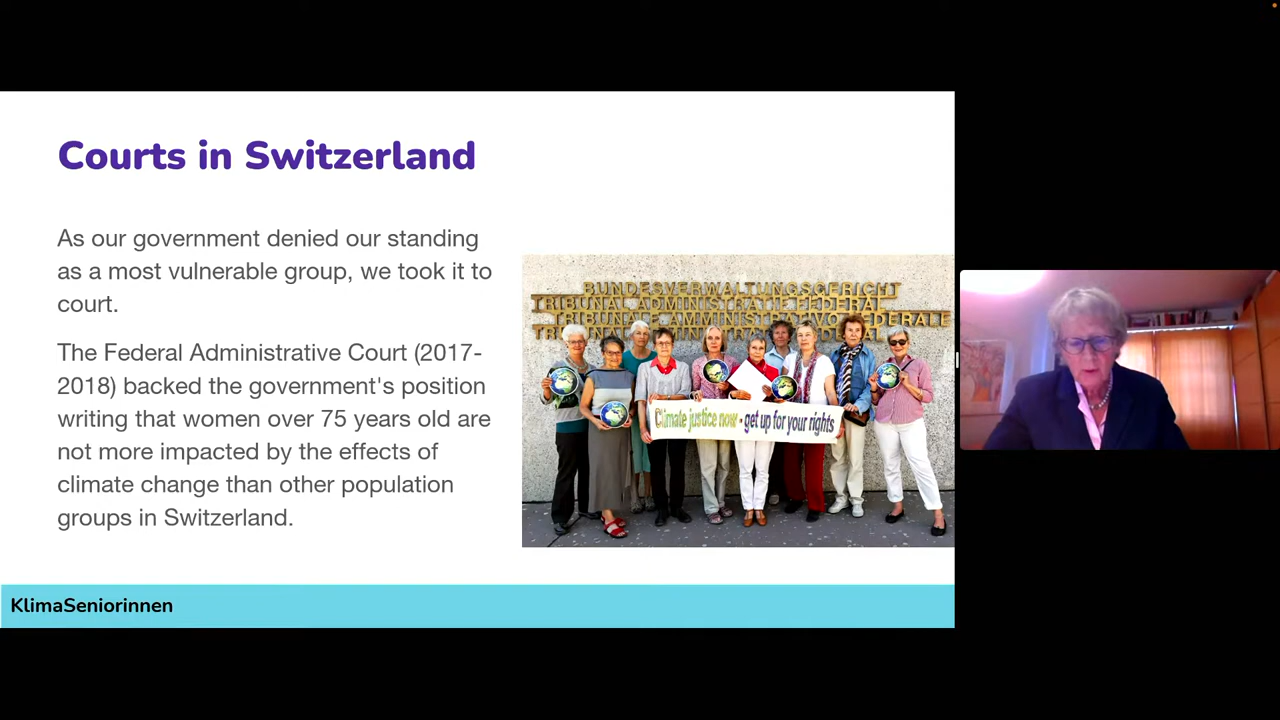 Courts in Switzerland
As our government denied our standing
as a most vulnerable group, we took it to
court.
The Federal Administrative Court (2017-
2018) backed the government's position
writing that women over 75 years old are
not more impacted by the effects of
climate change than other population
groups in Switzerland.
BUNDESVERWALTUNGSGERICHT
TRIBUNAL ADMINISTRATIF FEDERAL
TRIBUNALE AMMINISTRATIVO FEDERALE
TRIBUNAL ADMINISTRATIV FEDERAL
Climate justice now - get up for your rights
KlimaSeniorinnen